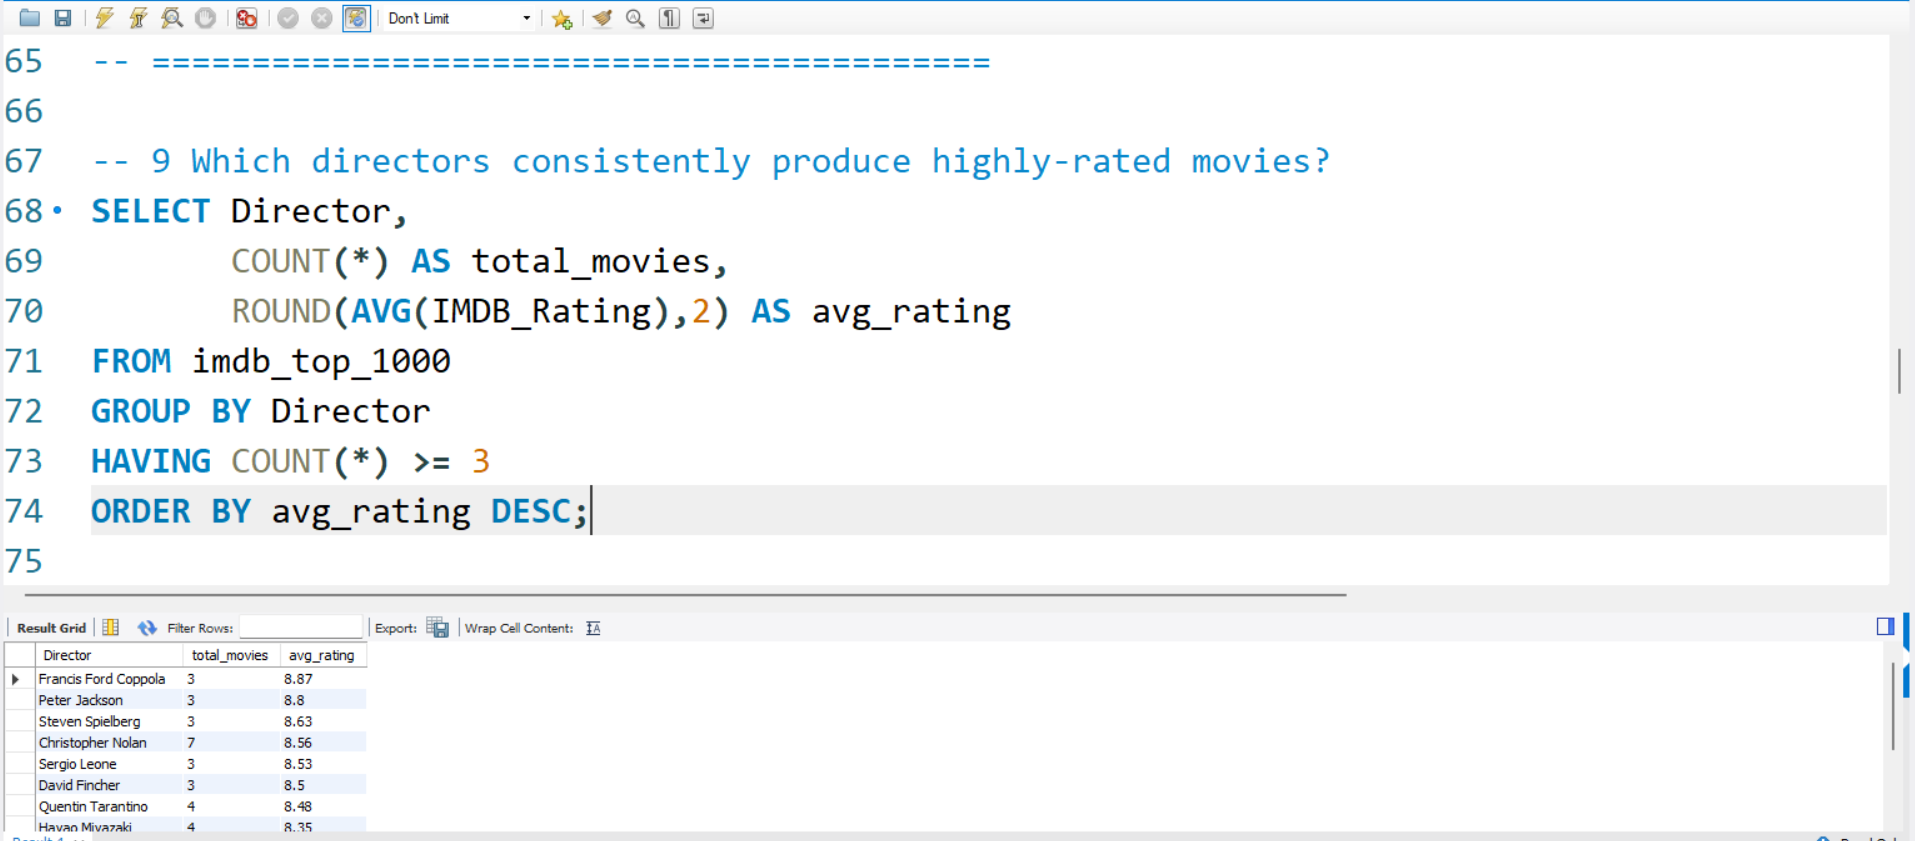 Don't Limit
65 -- ==========================================
66
67 -- 9 Which directors consistently produce highly-rated movies?
68 SELECT Director,
69 COUNT(*) AS total_movies,
70 ROUND(AVG(IMDB_Rating),2) AS avg_rating
71 FROM imdb_top_1000
72 GROUP BY Director
73 HAVING COUNT(*) >= 3
74 ORDER BY avg_rating DESC;
75
Result Grid Filter Rows: Export: Wrap Cell Content:
Director total_movies avg_rating
Francis Ford Coppola 3 8.87
Peter Jackson 3 8.8
Steven Spielberg 3 8.63
Christopher Nolan 7 8.56
Sergio Leone 3 8.53
David Fincher 3 8.5
Quentin Tarantino 4 8.48
Hayao Miyazaki 4 8.35